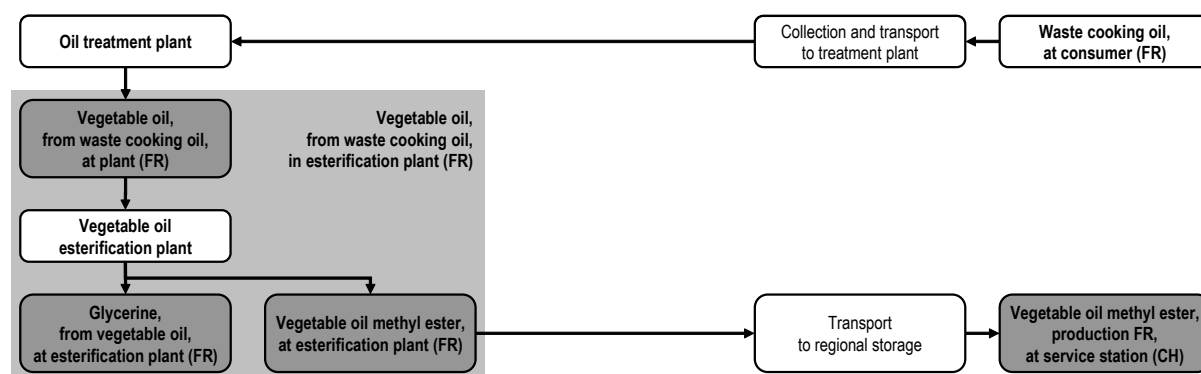 Oil treatment plant
Collection and transport
to treatment plant
Waste cooking oil,
at consumer (FR)
Vegetable oil,
from waste cooking oil,
at plant (FR)
Vegetable oil,
from waste cooking oil,
in esterification plant (FR)
Vegetable oil
esterification plant
Glycerine,
from vegetable oil,
at esterification plant (FR)
Vegetable oil methyl ester,
at esterification plant (FR)
Transport
to regional storage
Vegetable oil methyl ester,
production FR,
at service station (CH)